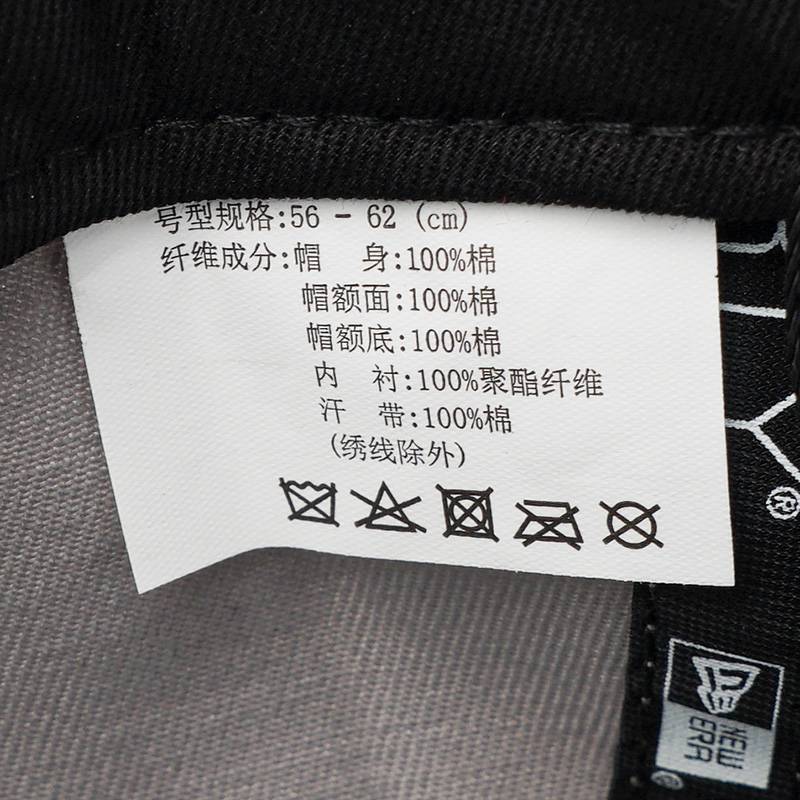 号型规格:56 - 62 (cm)
纤维成分:帽 身:100%棉
帽额面:100%棉
帽额底:100%棉
内 衬:100%聚酯纤维
汗 带:100%棉
(绣线除外)
Y®
NEW
ERA
®